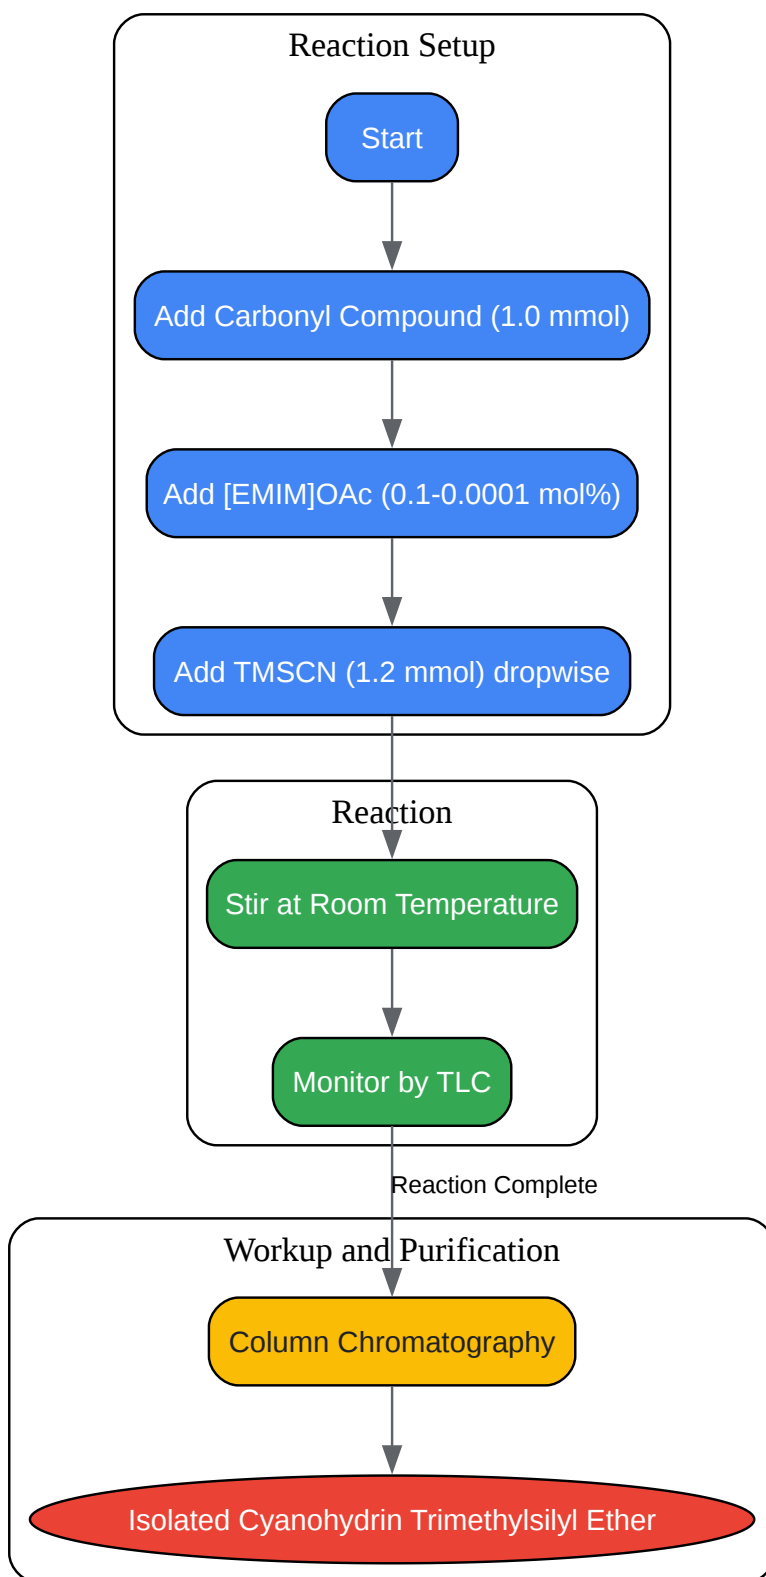 Reaction Setup
Start
Add Carbonyl Compound (1.0 mmol)
Add [EMIM]OAc (0.1-0.0001 mol%)
Add TMSCN (1.2 mmol) dropwise
Reaction
Stir at Room Temperature
Monitor by TLC
Reaction Complete
Workup and Purification
Column Chromatography
Isolated Cyanohydrin Trimethylsilyl Ether